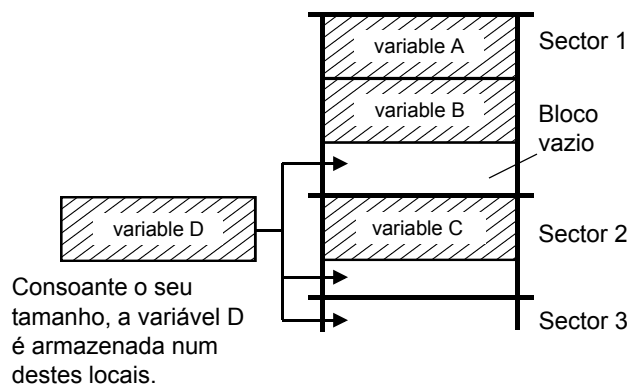 variable A
Sector 1
variable B
Bloco
vazio
variable D
variable C
Sector 2
Consoante o seu
tamanho, a variável D
é armazenada num
destes locais.
Sector 3